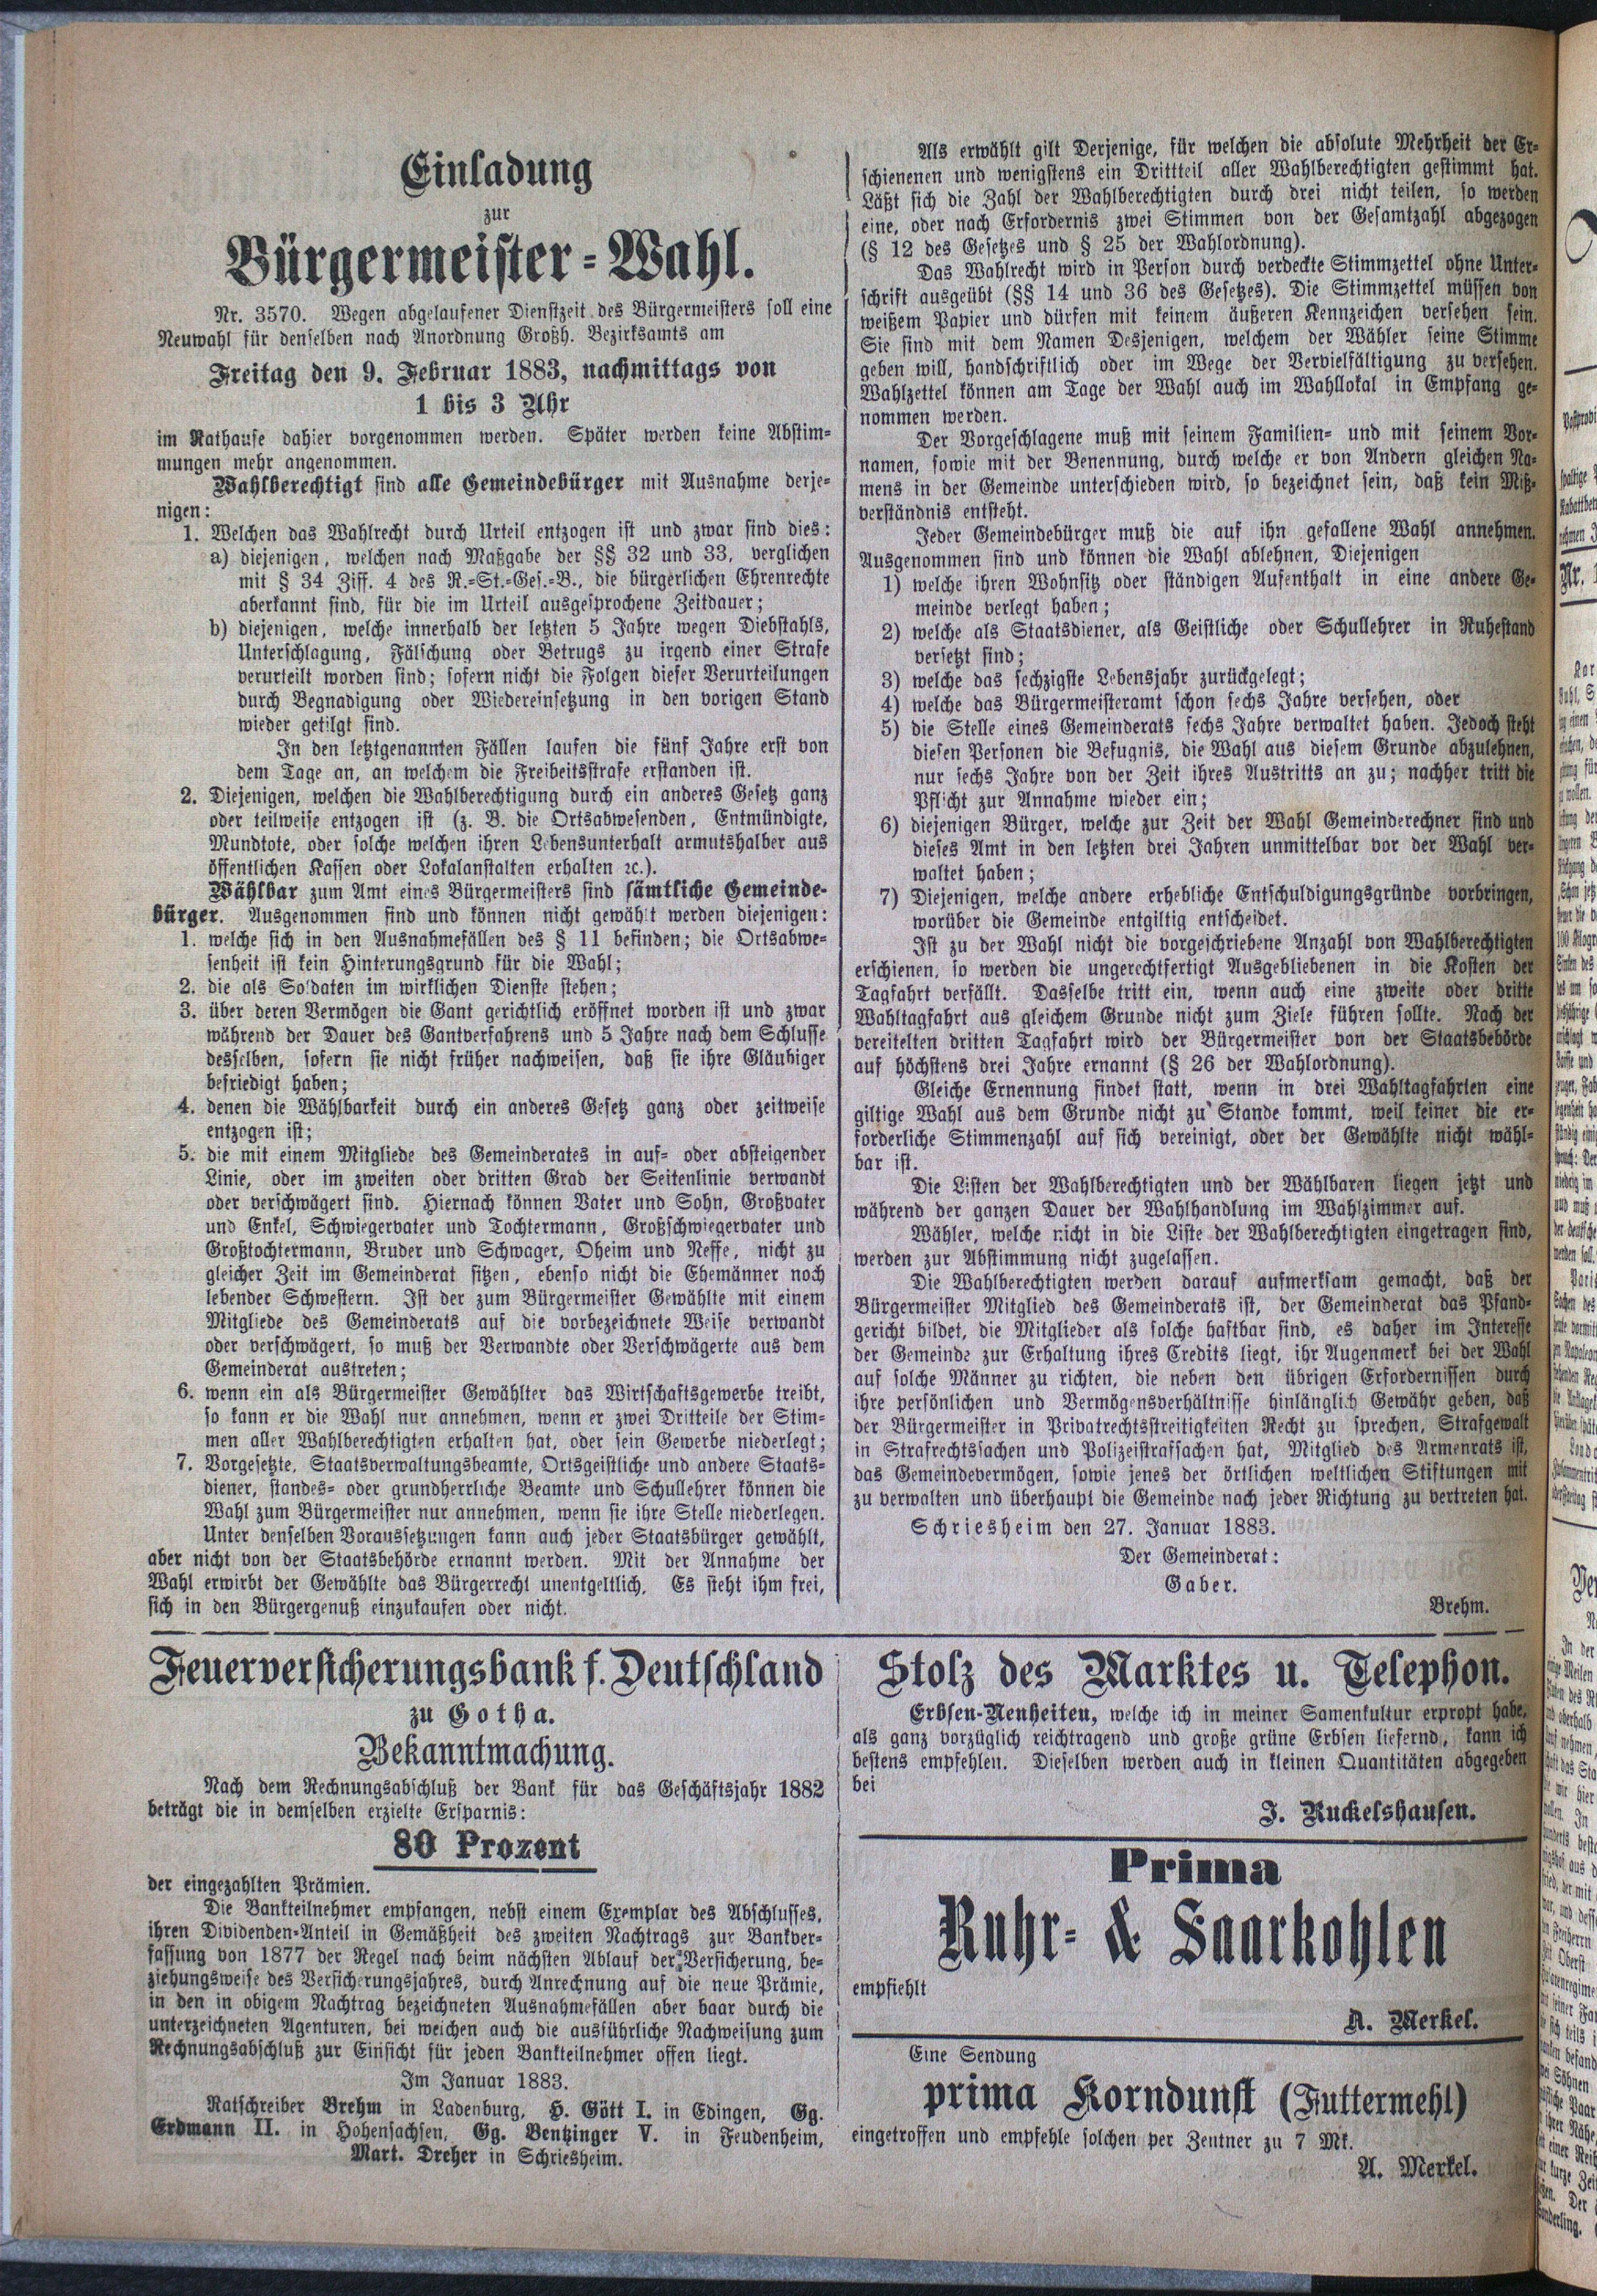 Einladung
zur
Bürgermeister-Wahl.
Nr. 3570. Wegen abgelaufener Dienstzeit des Bürgermeisters soll eine
Neuwahl für denselben nach Anordnung Großh. Bezirksamts am
Freitag den 9. Februar 1883, nachmittags von
1 bis 3 Uhr
im Rathause dahier vorgenommen werden. Später werden keine Abstim-
mungen mehr angenommen.
Wahlberechtigt sind alle Gemeindebürger mit Ausnahme derje-
nigen:
1. Welchen das Wahlrecht durch Urteil entzogen ist und zwar sind dies:
a) diejenigen, welchen nach Maßgabe der §§ 32 und 33, verglichen
mit § 34 Ziff. 4 des R.-St.-Ges.-B., die bürgerlichen Ehrenrechte
aberkannt sind, für die im Urteil ausgesprochene Zeitdauer;
b) diejenigen, welche innerhalb der letzten 5 Jahre wegen Diebstahls,
Unterschlagung, Fälschung oder Betrugs zu irgend einer Strafe
verurteilt worden sind; sofern nicht die Folgen dieser Verurteilungen
durch Begnadigung oder Wiedereinsetzung in den vorigen Stand
wieder getilgt sind.
In den letztgenannten Fällen laufen die fünf Jahre erst von
dem Tage an, an welchem die Freiheitsstrafe erstanden ist.
2. Diejenigen, welchen die Wahlberechtigung durch ein anderes Gesetz ganz
oder teilweise entzogen ist (z. B. die Ortsabwesenden, Entmündigte,
Mundtote, oder solche welchen ihren Lebensunterhalt armutshalber aus
öffentlichen Kassen oder Lokalanstalten erhalten ꝛc.).
Wählbar zum Amt eines Bürgermeisters sind sämtliche Gemeinde-
bürger. Ausgenommen sind und können nicht gewählt werden diejenigen:
1. welche sich in den Ausnahmefällen des § 11 befinden; die Ortsabwe-
senheit ist kein Hinterungsgrund für die Wahl;
2. die als Soldaten im wirklichen Dienste stehen;
3. über deren Vermögen die Gant gerichtlich eröffnet worden ist und zwar
während der Dauer des Gantverfahrens und 5 Jahre nach dem Schlusse
desselben, sofern sie nicht früher nachweisen, daß sie ihre Gläubiger
befriedigt haben;
4. denen die Wählbarkeit durch ein anderes Gesetz ganz oder zeitweise
entzogen ist;
5. die mit einem Mitgliede des Gemeinderates in auf- oder absteigender
Linie, oder im zweiten oder dritten Grad der Seitenlinie verwandt
oder verschwägert sind. Hiernach können Vater und Sohn, Großvater
und Enkel, Schwiegervater und Tochtermann, Großschwiegervater und
Großtochtermann, Bruder und Schwager, Oheim und Neffe, nicht zu
gleicher Zeit im Gemeinderat sitzen, ebenso nicht die Ehemänner noch
lebender Schwestern. Ist der zum Bürgermeister Gewählte mit einem
Mitgliede des Gemeinderats auf die vorbezeichnete Weise verwandt
oder verschwägert, so muß der Verwandte oder Verschwägerte aus dem
Gemeinderat austreten;
6. wenn ein als Bürgermeister Gewählter das Wirtschaftsgewerbe treibt,
so kann er die Wahl nur annehmen, wenn er zwei Dritteile der Stim-
men aller Wahlberechtigten erhalten hat, oder sein Gewerbe niederlegt;
7. Vorgesetzte, Staatsverwaltungsbeamte, Ortsgeistliche und andere Staats-
diener, standes- oder grundherrliche Beamte und Schullehrer können die
Wahl zum Bürgermeister nur annehmen, wenn sie ihre Stelle niederlegen.
Unter denselben Voraussetzungen kann auch jeder Staatsbürger gewählt,
aber nicht von der Staatsbehörde ernannt werden. Mit der Annahme der
Wahl erwirbt der Gewählte das Bürgerrecht unentgeltlich. Es steht ihm frei,
sich in den Bürgergenuß einzukaufen oder nicht.
Als erwählt gilt Derjenige, für welchen die absolute Mehrheit der Er-
schienenen und wenigstens ein Drittteil aller Wahlberechtigten gestimmt hat.
Läßt sich die Zahl der Wahlberechtigten durch drei nicht teilen, so werden
eine, oder nach Erfordernis zwei Stimmen von der Gesamtzahl abgezogen
(§ 12 des Gesetzes und § 25 der Wahlordnung).
Das Wahlrecht wird in Person durch verdeckte Stimmzettel ohne Unter-
schrift ausgeübt (§§ 14 und 36 des Gesetzes). Die Stimmzettel müssen von
weißem Papier und dürfen mit keinem äußeren Kennzeichen versehen sein.
Sie sind mit dem Namen Desjenigen, welchem der Wähler seine Stimme
geben will, handschriftlich oder im Wege der Vervielfältigung zu versehen.
Wahlzettel können am Tage der Wahl auch im Wahllokal in Empfang ge-
nommen werden.
Der Vorgeschlagene muß mit seinem Familien- und mit seinem Vor-
namen, sowie mit der Benennung, durch welche er von Andern gleichen Na-
mens in der Gemeinde unterschieden wird, so bezeichnet sein, daß kein Miß-
verständnis entsteht.
Jeder Gemeindebürger muß die auf ihn gefallene Wahl annehmen.
Ausgenommen sind und können die Wahl ablehnen, Diejenigen
1) welche ihren Wohnsitz oder ständigen Aufenthalt in eine andere Ge-
meinde verlegt haben;
2) welche als Staatsdiener, als Geistliche oder Schullehrer in Ruhestand
versetzt sind;
3) welche das sechzigste Lebensjahr zurückgelegt;
4) welche das Bürgermeisteramt schon sechs Jahre versehen, oder
5) die Stelle eines Gemeinderats sechs Jahre verwaltet haben. Jedoch steht
diesen Personen die Befugnis, die Wahl aus diesem Grunde abzulehnen,
nur sechs Jahre von der Zeit ihres Austritts an zu; nachher tritt die
Pflicht zur Annahme wieder ein;
6) diejenigen Bürger, welche zur Zeit der Wahl Gemeinderechner sind und
dieses Amt in den letzten drei Jahren unmittelbar vor der Wahl ver-
waltet haben;
7) Diejenigen, welche andere erhebliche Entschuldigungsgründe vorbringen,
worüber die Gemeinde entgiltig entscheidet.
Ist zu der Wahl nicht die vorgeschriebene Anzahl von Wahlberechtigten
erschienen, so werden die ungerechtfertigt Ausgebliebenen in die Kosten der
Tagfahrt verfällt. Dasselbe tritt ein, wenn auch eine zweite oder dritte
Wahltagfahrt aus gleichem Grunde nicht zum Ziele führen sollte. Nach der
vereitelten dritten Tagfahrt wird der Bürgermeister von der Staatsbehörde
auf höchstens drei Jahre ernannt (§ 26 der Wahlordnung).
Gleiche Ernennung findet statt, wenn in drei Wahltagfahrten eine
giltige Wahl aus dem Grunde nicht zu Stande kommt, weil keiner die er-
forderliche Stimmenzahl auf sich vereinigt, oder der Gewählte nicht wähl-
bar ist.
Die Listen der Wahlberechtigten und der Wählbaren liegen jetzt und
während der ganzen Dauer der Wahlhandlung im Wahlzimmer auf.
Wähler, welche nicht in die Liste der Wahlberechtigten eingetragen sind,
werden zur Abstimmung nicht zugelassen.
Die Wahlberechtigten werden darauf aufmerksam gemacht, daß der
Bürgermeister Mitglied des Gemeinderats ist, der Gemeinderat das Pfand-
gericht bildet, die Mitglieder als solche haftbar sind, es daher im Interesse
der Gemeinde zur Erhaltung ihres Credits liegt, ihr Augenmerk bei der Wahl
auf solche Männer zu richten, die neben den übrigen Erfordernissen durch
ihre persönlichen und Vermögensverhältnisse hinlänglich Gewähr geben, daß
der Bürgermeister in Privatrechtsstreitigkeiten Recht zu sprechen, Strafgewalt
in Strafrechtssachen und Polizeistrafsachen hat, Mitglied des Armenrats ist,
das Gemeindevermögen, sowie jenes der örtlichen weltlichen Stiftungen mit
zu verwalten und überhaupt die Gemeinde nach jeder Richtung zu vertreten hat.
Schriesheim den 27. Januar 1883.
Der Gemeinderat:
Gaber.
Brehm.
Feuerversicherungsbank f. Deutschland
zu Gotha.
Bekanntmachung.
Nach dem Rechnungsabschluß der Bank für das Geschäftsjahr 1882
beträgt die in demselben erzielte Ersparnis:
80 Prozent
der eingezahlten Prämien.
Die Bankteilnehmer empfangen, nebst einem Exemplar des Abschlusses,
ihren Dividenden-Anteil in Gemäßheit des zweiten Nachtrags zur Bankver-
fassung von 1877 der Regel nach beim nächsten Ablauf der Versicherung, be-
ziehungsweise des Versicherungsjahres, durch Anrechnung auf die neue Prämie,
in den in obigem Nachtrag bezeichneten Ausnahmefällen aber baar durch die
unterzeichneten Agenturen, bei weichen auch die ausführliche Nachweisung zum
Rechnungsabschluß zur Einsicht für jeden Bankteilnehmer offen liegt.
Im Januar 1883.
Ratschreiber Brehm in Ladenburg, H. Gött I. in Edingen, Gg.
Erdmann II. in Hohensachsen, Gg. Bentzinger V. in Feudenheim,
Mart. Dreher in Schriesheim.
Stolz des Marktes u. Telephon.
Erbsen-Neuheiten, welche ich in meiner Samenkultur erpropt habe,
als ganz vorzüglich reichtragend und große grüne Erbsen liefernd, kann ich
bestens empfehlen. Dieselben werden auch in kleinen Quantitäten abgegeben
bei
J. Ruckelshausen.
Prima
Ruhr- & Saarkohlen
empfiehlt
A. Merkel.
Eine Sendung
prima Korndunst (Futtermehl)
eingetroffen und empfehle solchen per Zentner zu 7 Mk.
A. Merkel.